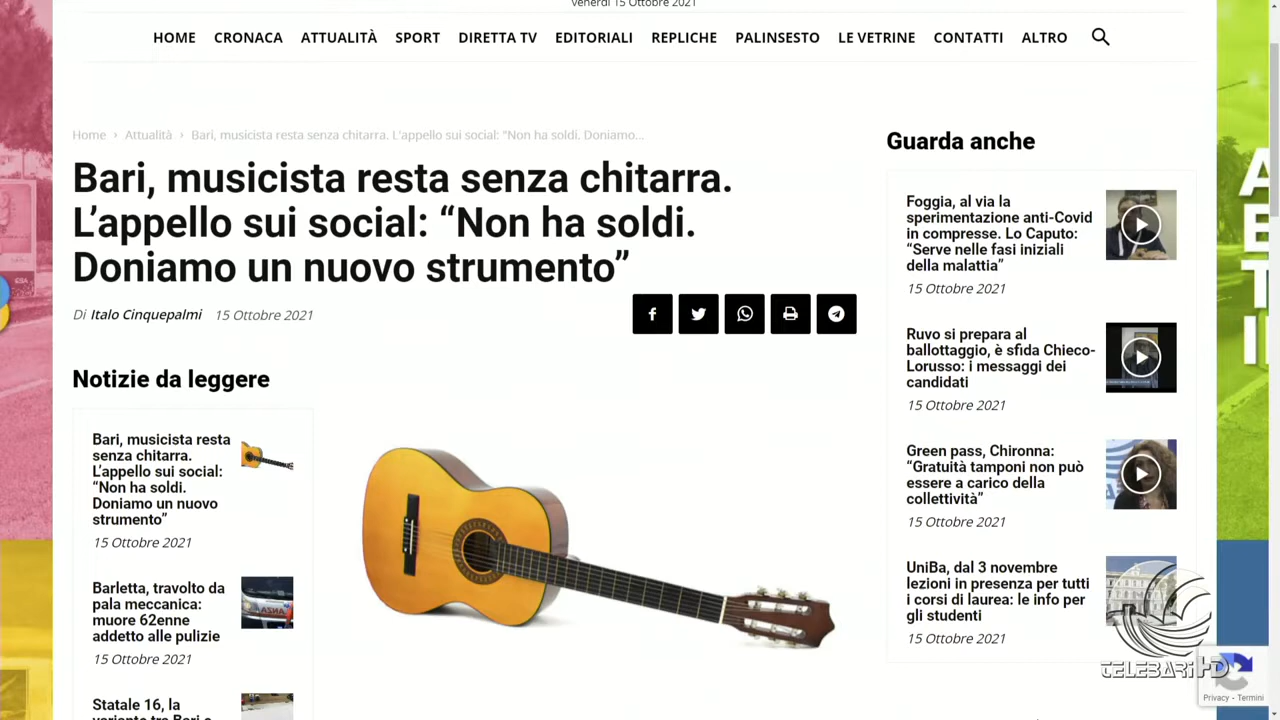 Venerdì 15 Ottobre 2021
HOME CRONACA ATTUALITÀ SPORT DIRETTA TV EDITORIALI REPLICHE PALINSESTO LE VETRINE CONTATTI ALTRO
Home › Attualità › Bari, musicista resta senza chitarra. L'appello sui social: "Non ha soldi. Doniamo...
Bari, musicista resta senza chitarra.
L’appello sui social: “Non ha soldi.
Doniamo un nuovo strumento”
Di Italo Cinquepalmi 15 Ottobre 2021
Notizie da leggere
Bari, musicista resta
senza chitarra.
L’appello sui social:
“Non ha soldi.
Doniamo un nuovo
strumento”
15 Ottobre 2021
Barletta, travolto da
pala meccanica:
muore 62enne
addetto alle pulizie
15 Ottobre 2021
Statale 16, la
variante tra Bari e
Guarda anche
Foggia, al via la
sperimentazione anti-Covid
in compresse. Lo Caputo:
“Serve nelle fasi iniziali
della malattia”
15 Ottobre 2021
Ruvo si prepara al
ballottaggio, è sfida Chieco-
Lorusso: i messaggi dei
candidati
15 Ottobre 2021
Green pass, Chironna:
“Gratuità tamponi non può
essere a carico della
collettività”
15 Ottobre 2021
UniBa, dal 3 novembre
lezioni in presenza per tutti
i corsi di laurea: le info per
gli studenti
15 Ottobre 2021
TELEBARI HD
Privacy - Termini